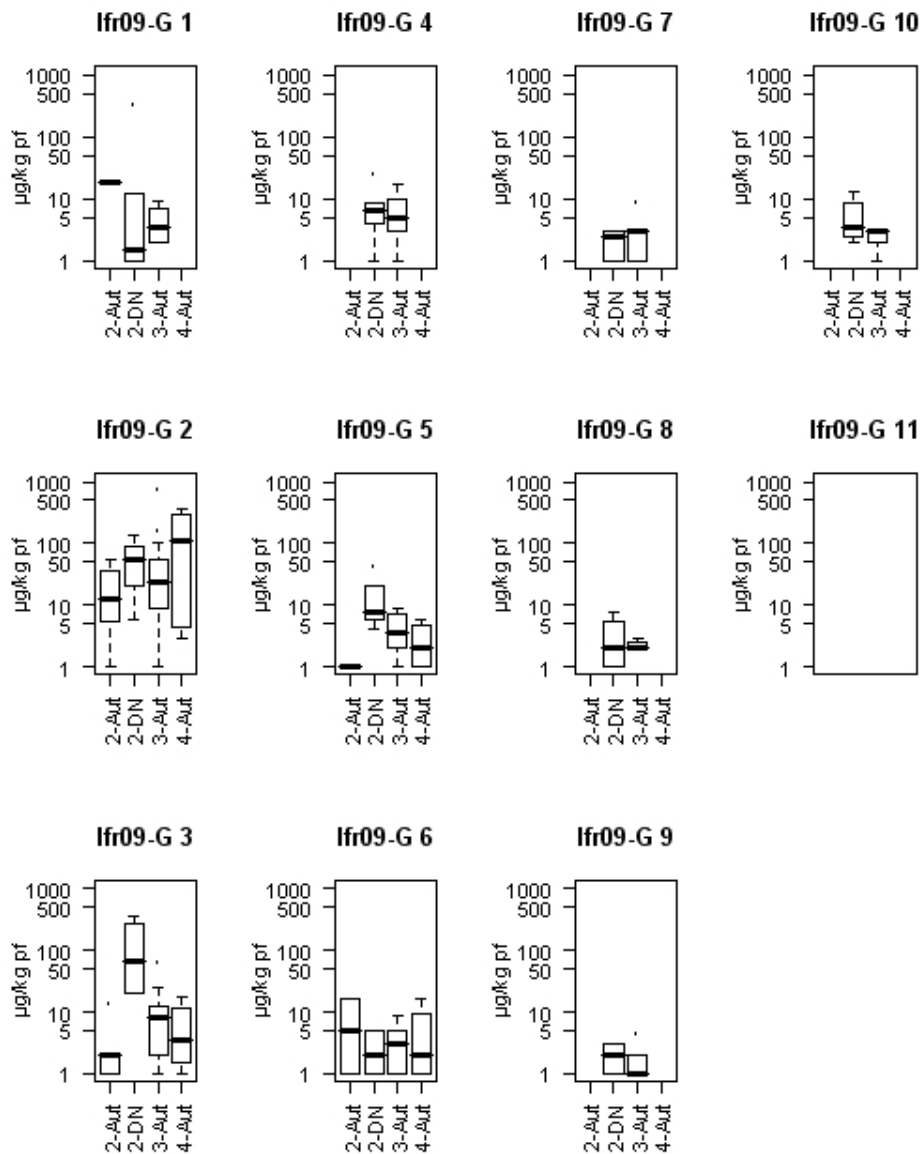 Ifr09-G 1
1000
500
100
50
10
5
1
µg/kg pf
2-Aut
2-DN
3-Aut
4-Aut
Ifr09-G 4
1000
500
100
50
10
5
1
µg/kg pf
2-Aut
2-DN
3-Aut
4-Aut
Ifr09-G 7
1000
500
100
50
10
5
1
µg/kg pf
2-Aut
2-DN
3-Aut
4-Aut
Ifr09-G 10
1000
500
100
50
10
5
1
µg/kg pf
2-Aut
2-DN
3-Aut
4-Aut
Ifr09-G 2
1000
500
100
50
10
5
1
µg/kg pf
2-Aut
2-DN
3-Aut
4-Aut
Ifr09-G 5
1000
500
100
50
10
5
1
µg/kg pf
2-Aut
2-DN
3-Aut
4-Aut
Ifr09-G 8
1000
500
100
50
10
5
1
µg/kg pf
2-Aut
2-DN
3-Aut
4-Aut
Ifr09-G 11
1000
500
100
50
10
5
1
µg/kg pf
2-Aut
2-DN
3-Aut
4-Aut
Ifr09-G 3
1000
500
100
50
10
5
1
µg/kg pf
2-Aut
2-DN
3-Aut
4-Aut
Ifr09-G 6
1000
500
100
50
10
5
1
µg/kg pf
2-Aut
2-DN
3-Aut
4-Aut
Ifr09-G 9
1000
500
100
50
10
5
1
µg/kg pf
2-Aut
2-DN
3-Aut
4-Aut